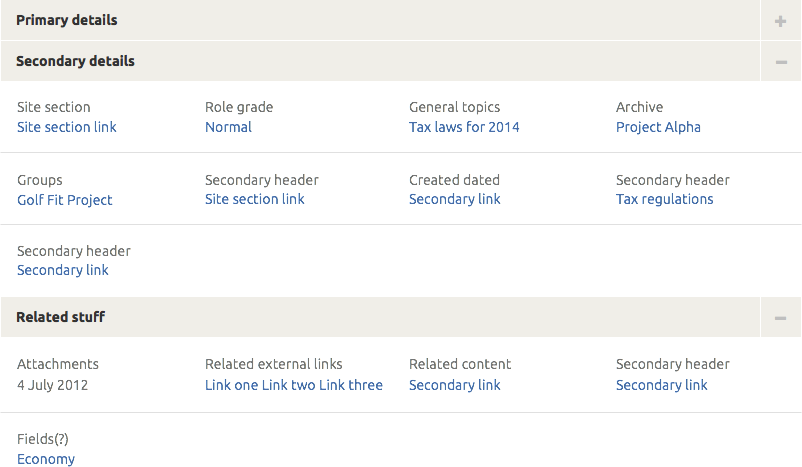 Primary details
Secondary details
Site section Role grade General topics Archive
Site section link Normal Tax laws for 2014 Project Alpha
Groups Secondary header Created dated Secondary header
Golf Fit Project Site section link Secondary link Tax regulations
Secondary header
Secondary link
Related stuff
Attachments Related external links Related content Secondary header
4 July 2012 Link one Link two Link three Secondary link Secondary link
Fields(?)
Economy